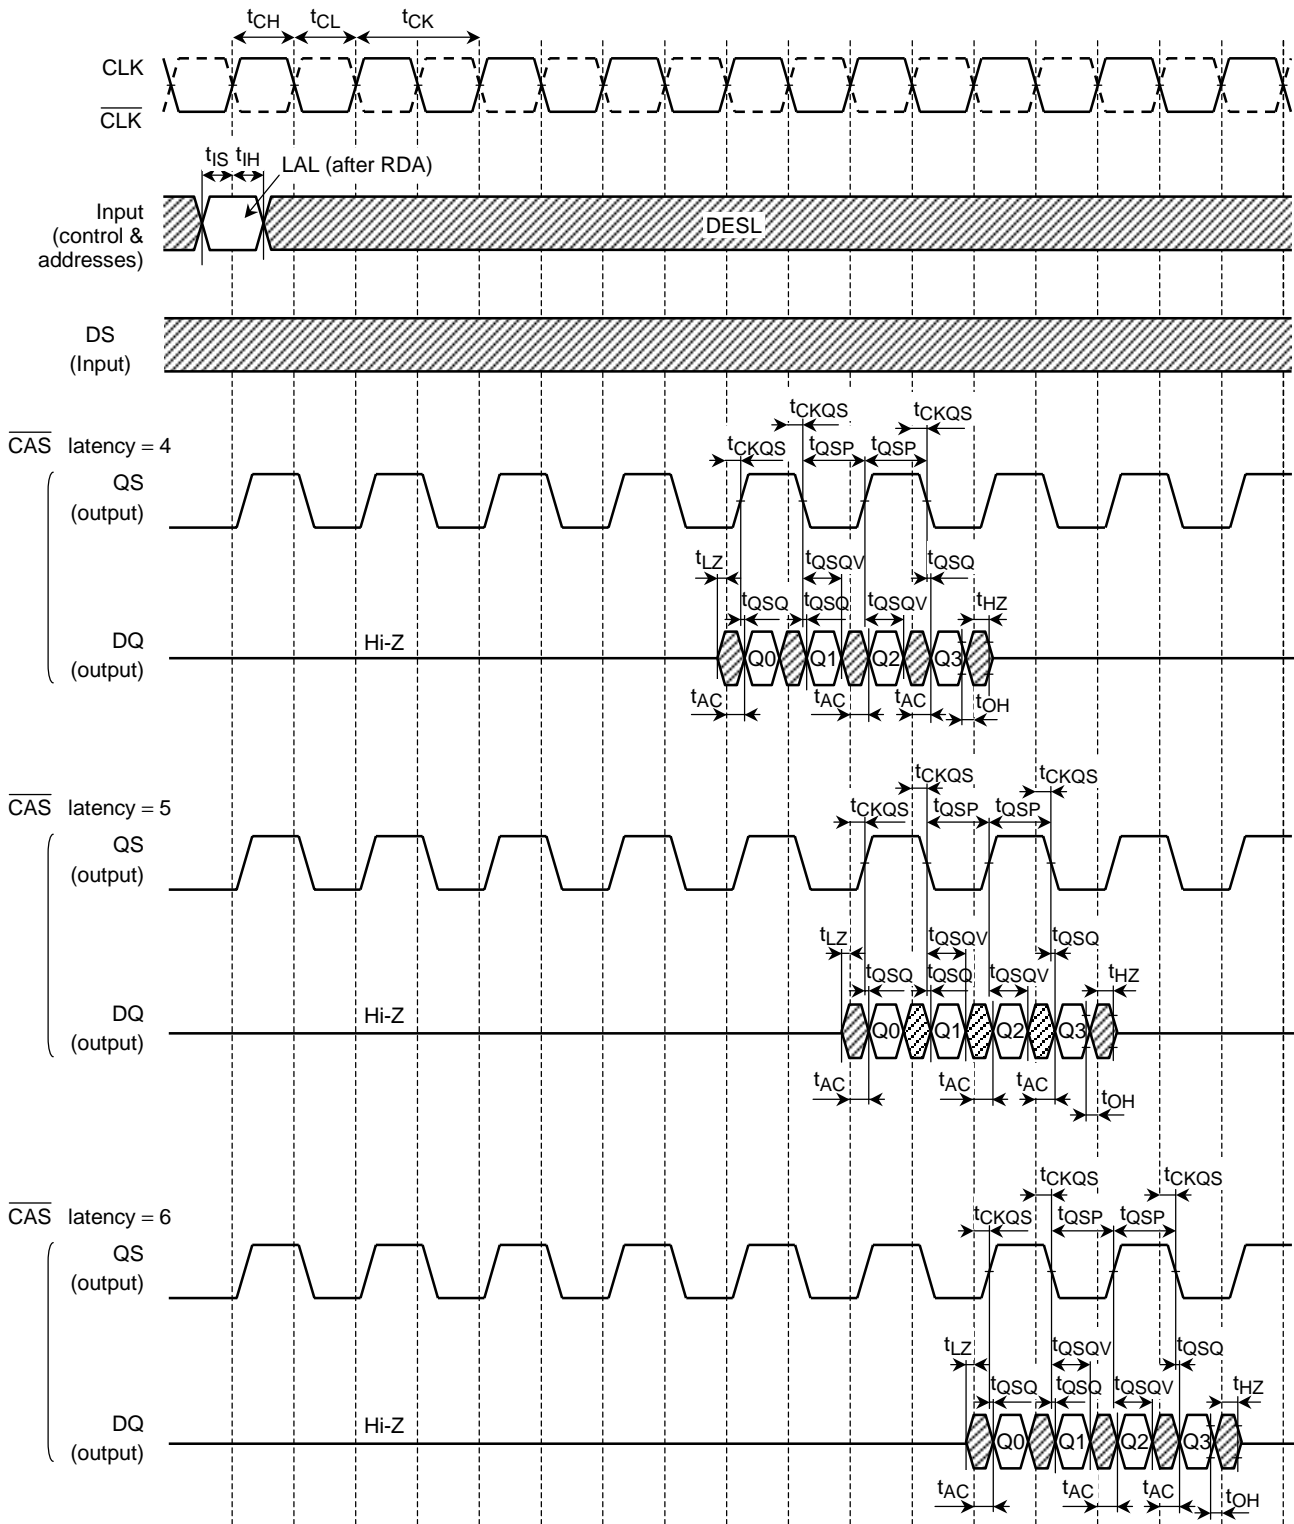 tCH tCL tCK
CLK
CLK
tIS tIH LAL (after RDA)
Input
(control &
addresses)
DESL
DS
(Input)
tCKQS tCKQS
CAS latency = 4
tCKQS tQSP tQSP
QS
(output)
tLZ tQSQV tQSQ
tQSQ tQSQ tQSQV tHZ
DQ
(output)
Hi-Z
Q0 Q1 Q2 Q3
tAC tAC tAC tOH
tCKQS tCKQS
CAS latency = 5
tCKQS tQSP tQSP
QS
(output)
tLZ tQSQV tQSQ
tQSQ tQSQ tQSQV tHZ
DQ
(output)
Hi-Z
Q0 Q1 Q2 Q3
tAC tAC tAC tOH
tCKQS tCKQS
CAS latency = 6
tCKQS tQSP tQSP
QS
(output)
tLZ tQSQV tQSQ
tQSQ tQSQ tQSQV tHZ
DQ
(output)
Hi-Z
Q0 Q1 Q2 Q3
tAC tAC tAC tOH